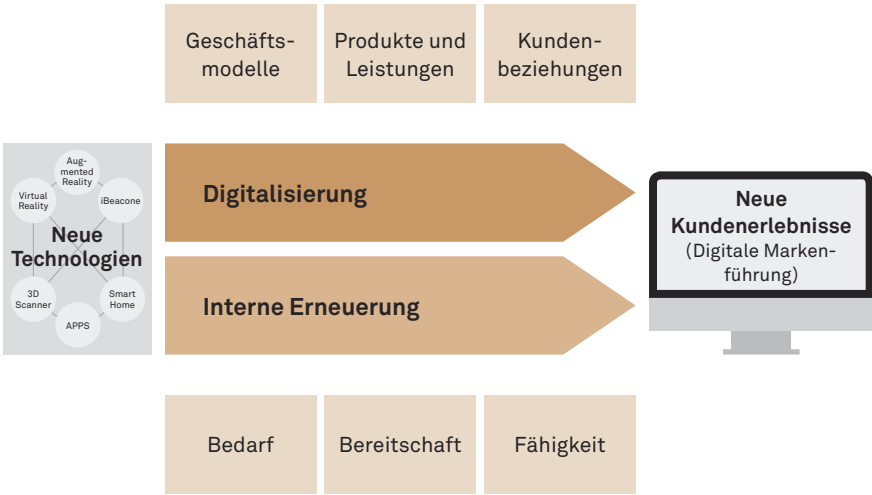 Geschäfts-
modelle
Produkte und
Leistungen
Kunden-
beziehungen
Aug-
mented
Reality
Virtual
Reality
iBeacone
Neue
Technologien
3D
Scanner
Smart
Home
APPS
Digitalisierung
Interne Erneuerung
Neue
Kundenerlebnisse
(Digitale Marken-
führung)
Bedarf
Bereitschaft
Fähigkeit